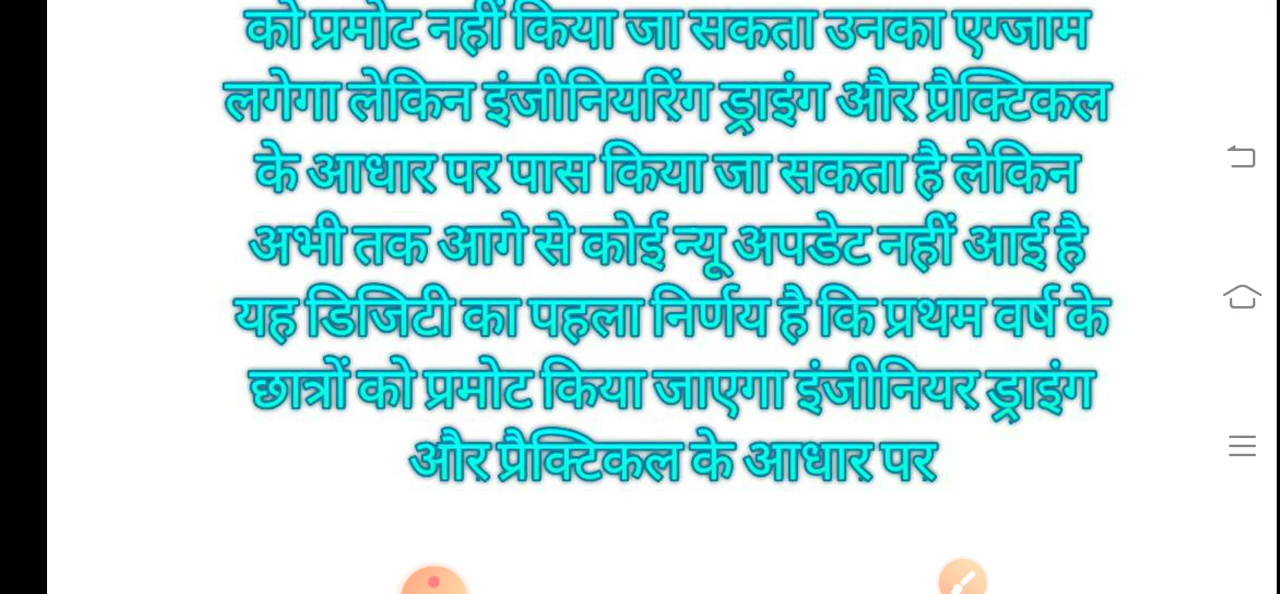 को प्रमोट नहीं किया जा सकता उनका एग्जाम
लगेगा लेकिन इंजीनियरिंग ड्राइंग और प्रैक्टिकल
के आधार पर पास किया जा सकता है लेकिन
अभी तक आगे से कोई न्यू अपडेट नहीं आई है
यह डिजिटी का पहला निर्णय है कि प्रथम वर्ष के
छात्रों को प्रमोट किया जाएगा इंजीनियर ड्राइंग
और प्रैक्टिकल के आधार पर